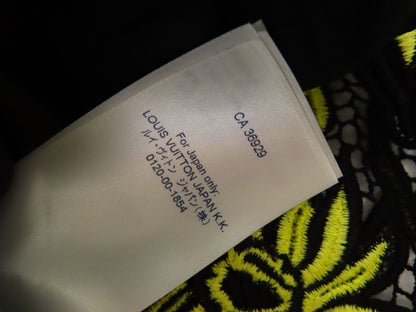 CA 36929
For Japan only:
LOUIS VUITTON JAPAN K.K.
ルイ・ヴィトン ジャパン(株)
0120-00-1854